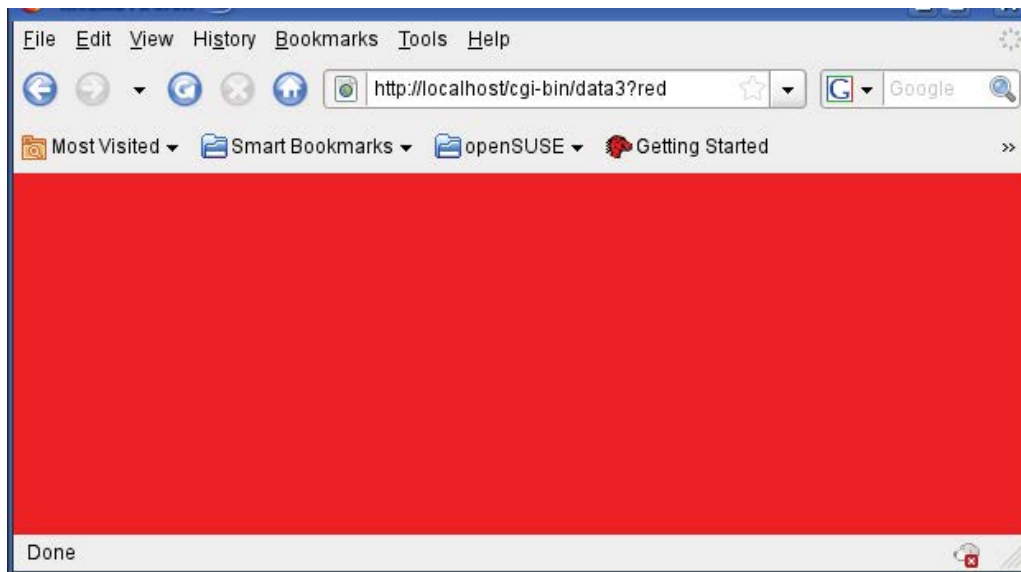 File Edit View History Bookmarks Tools Help
http://localhost/cgi-bin/data3?red G Google
Most Visited Smart Bookmarks openSUSE Getting Started »
Done